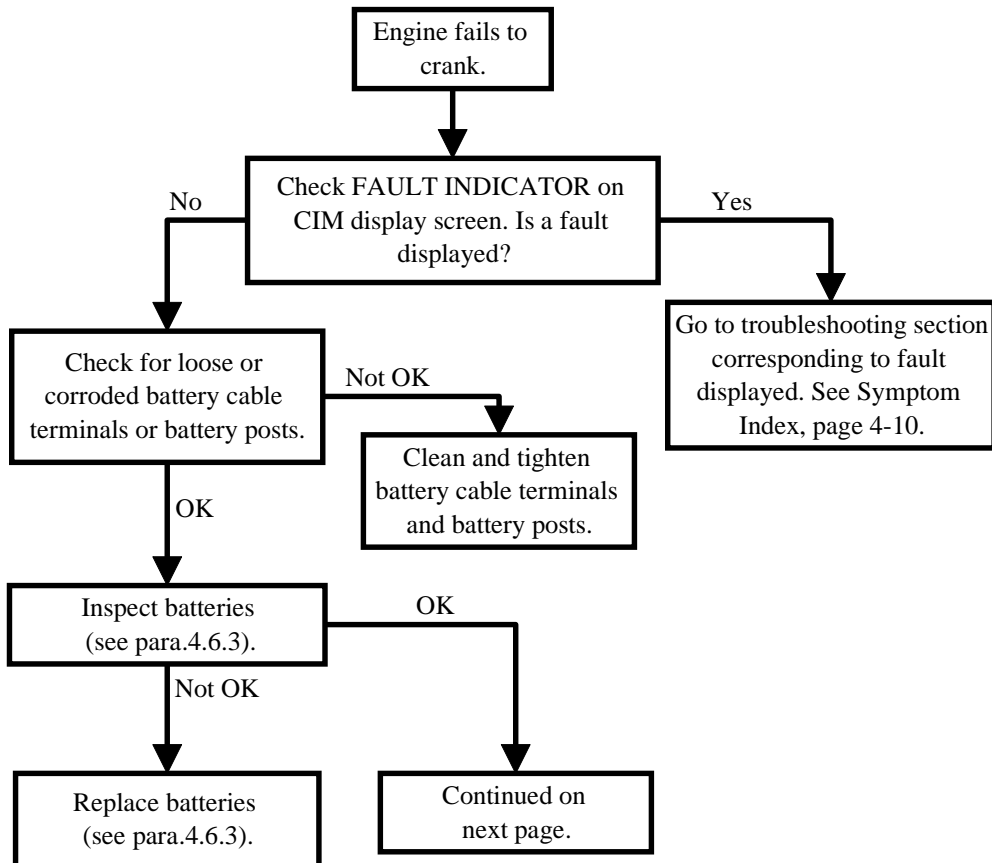 Engine fails to
crank.
Check FAULT INDICATOR on
CIM display screen. Is a fault
displayed?
No
Yes
Check for loose or
corroded battery cable
terminals or battery posts.
Not OK
Go to troubleshooting section
corresponding to fault
displayed. See Symptom
Index, page 4-10.
Clean and tighten
battery cable terminals
and battery posts.
OK
Inspect batteries
(see para.4.6.3).
OK
Not OK
Replace batteries
(see para.4.6.3).
Continued on
next page.